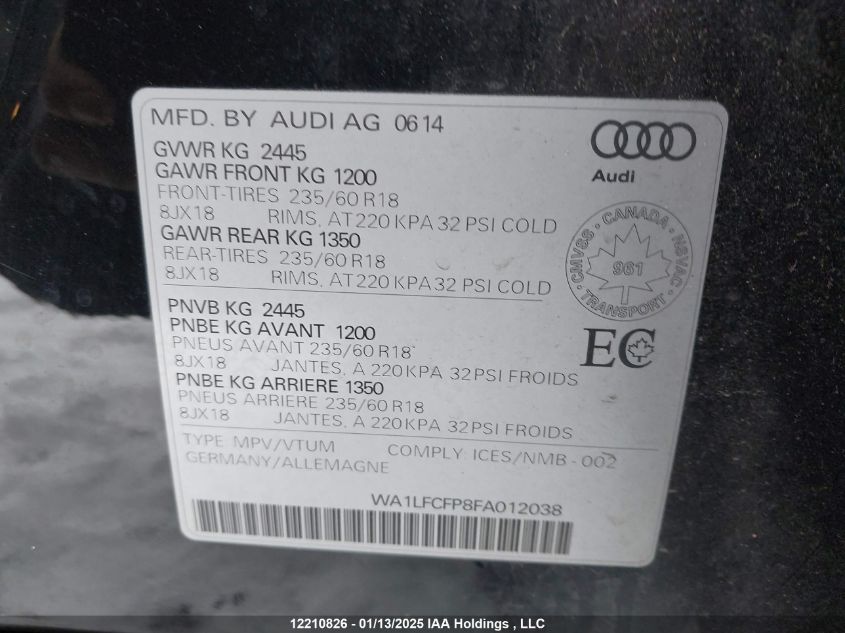 MFD. BY AUDI AG 0614
Audi
GVWR KG 2445
GAWR FRONT KG 1200
FRONT-TIRES 235/60 R18
8JX18 RIMS, AT 220 KPA 32 PSI COLD
GAWR REAR KG 1350
REAR-TIRES 235/60 R18
8JX18 RIMS, AT 220 KPA 32 PSI COLD
CANADA
CMVSS NSVAC
961
TRANSPORT
PNVB KG 2445
PNBE KG AVANT 1200
PNEUS AVANT 235/60 R18
8JX18 JANTES, A 220 KPA 32PSI FROIDS
PNBE KG ARRIERE 1350
PNEUS ARRIERE 235/60 R18
8JX18 JANTES, A 220 KPA 32PSI FROIDS
EC
TYPE: MPV/VTUM COMPLY: ICES/NMB - 002
GERMANY/ALLEMAGNE
WA1LFCFP8FA012038
12210826 - 01/13/2025 IAA Holdings , LLC